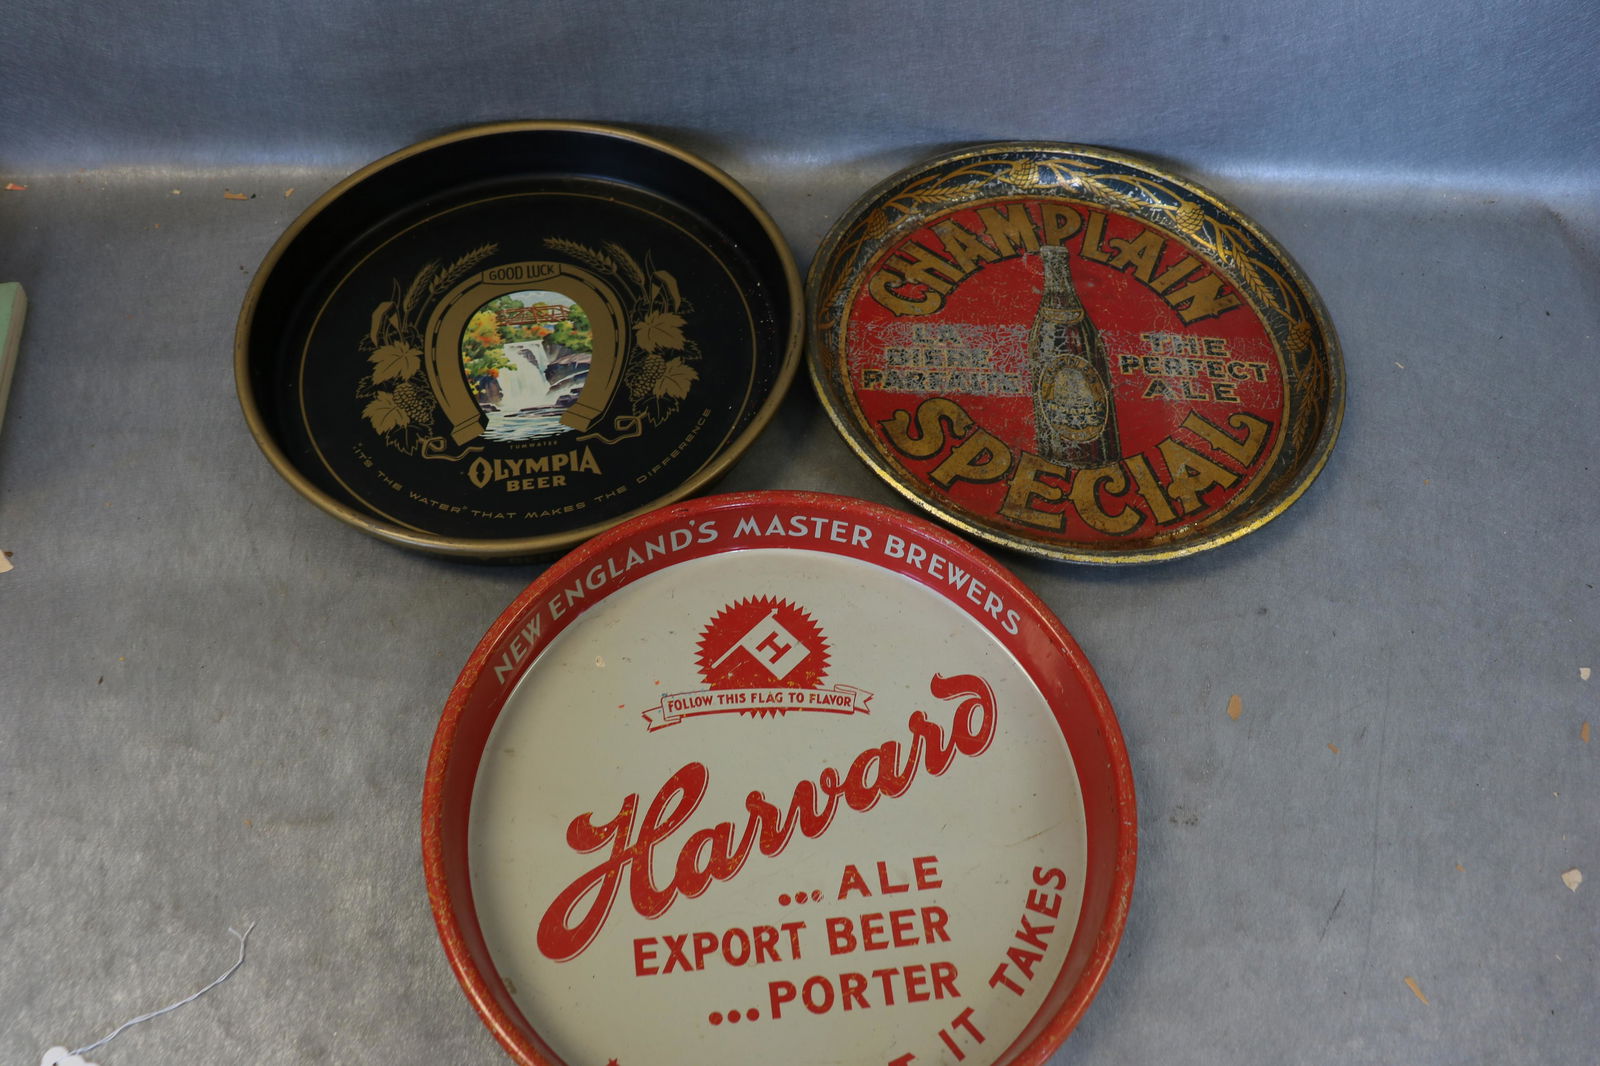 GOOD LUCK
TUMWATER
OLYMPIA
BEER
"IT'S THE WATER" THAT MAKES THE DIFFERENCE
CHAMPLAIN
LA
BIÈRE
PARFAITE
THE
PERFECT
ALE
SPECIAL
NEW ENGLAND'S MASTER BREWERS
H
FOLLOW THIS FLAG TO FLAVOR
Harvard
...ALE
EXPORT BEER
...PORTER
IT TAKES